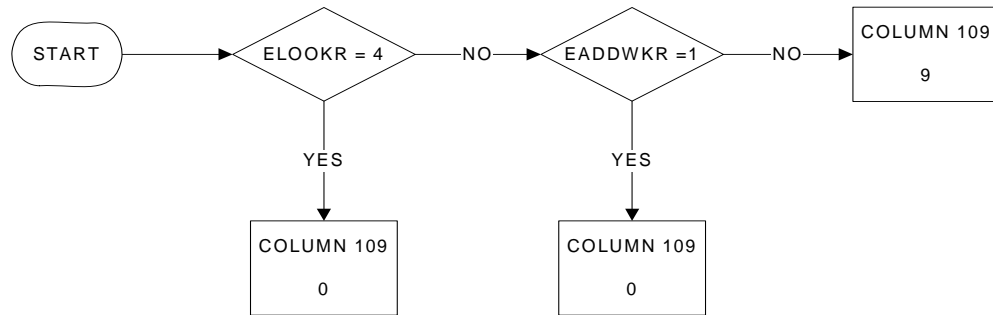 START
ELOOKR = 4
NO
EADDWKR =1
NO
COLUMN 109
9
YES
YES
COLUMN 109
0
COLUMN 109
0